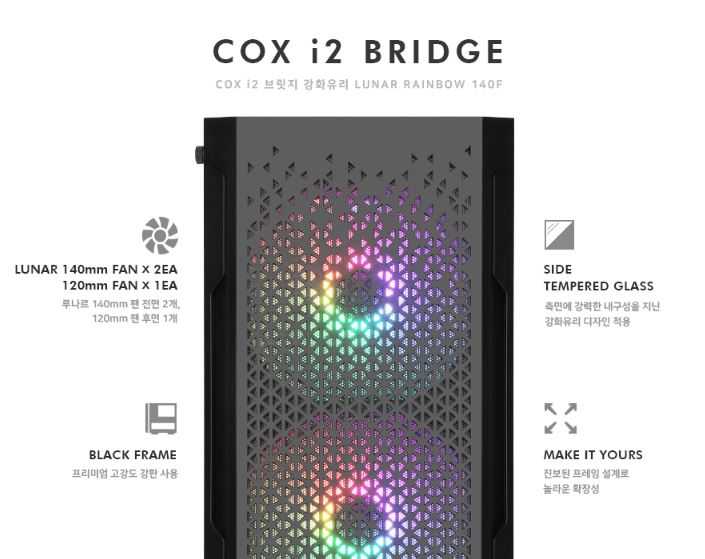 COX i2 BRIDGE
COX i2 브릿지 강화유리 LUNAR RAINBOW 140F
LUNAR 140mm FAN X 2EA
120mm FAN X 1EA
루나르 140mm 팬 전면 2개,
120mm 팬 후면 1개
SIDE
TEMPERED GLASS
측면에 강력한 내구성을 지닌
강화유리 디자인 적용
BLACK FRAME
프리미엄 고강도 강판 사용
MAKE IT YOURS
진보된 프레임 설계로
놀라운 확장성